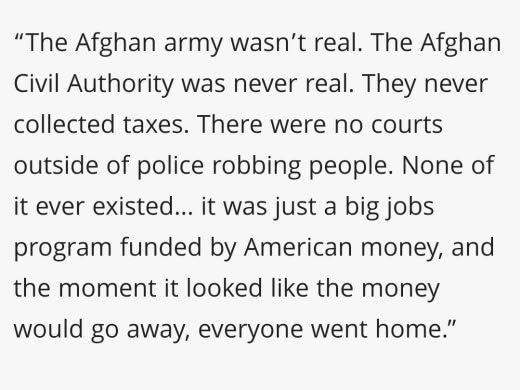 “The Afghan army wasn’t real. The Afghan
Civil Authority was never real. They never
collected taxes. There were no courts
outside of police robbing people. None of
it ever existed... it was just a big jobs
program funded by American money, and
the moment it looked like the money
would go away, everyone went home.”